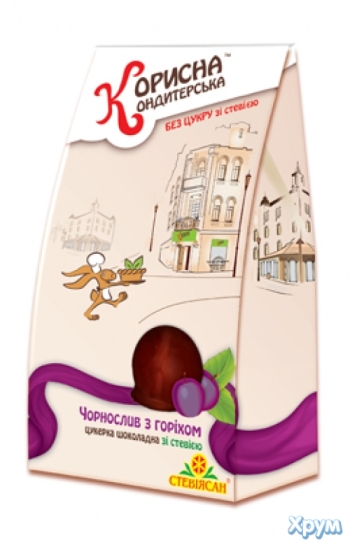 КОРИСНА™
КОНДИТЕРСЬКА
БЕЗ ЦУКРУ ЗІ СТЕВІЄЮ
ЧОРНОСЛИВ З ГОРІХОМ
ЦУКЕРКА ШОКОЛАДНА ЗІ СТЕВІЄЮ
СТЕВІЯСАН
Хрум